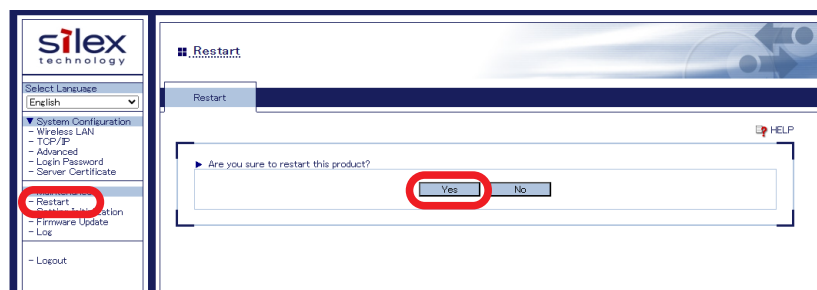 silex
technology
Select Language
English
▼ System Configuration
- Wireless LAN
- TCP/IP
- Advanced
- Login Password
- Server Certificate
- Restart
- Firmware Update
- Log
- Logout
Restart
Restart
HELP
▶ Are you sure to restart this product?
Yes
No